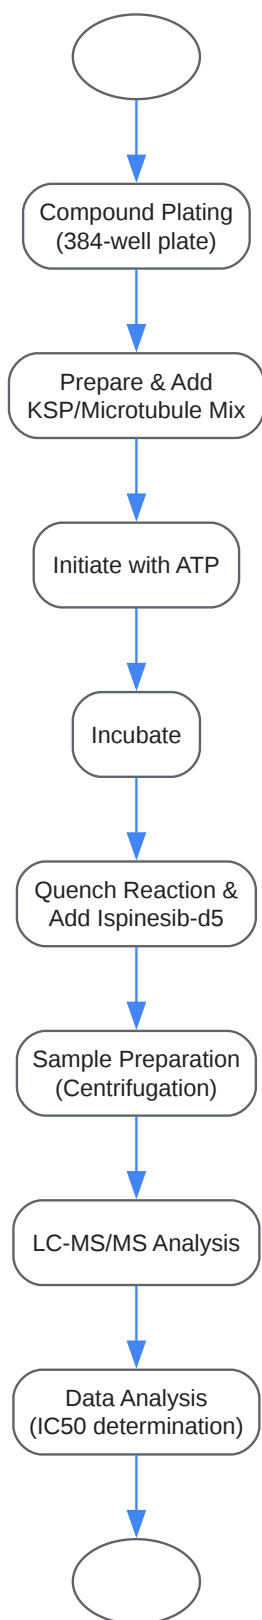 Compound Plating
(384-well plate)
Prepare & Add
KSP/Microtubule Mix
Initiate with ATP
Incubate
Quench Reaction &
Add Ispinesib-d5
Sample Preparation
(Centrifugation)
LC-MS/MS Analysis
Data Analysis
(IC50 determination)